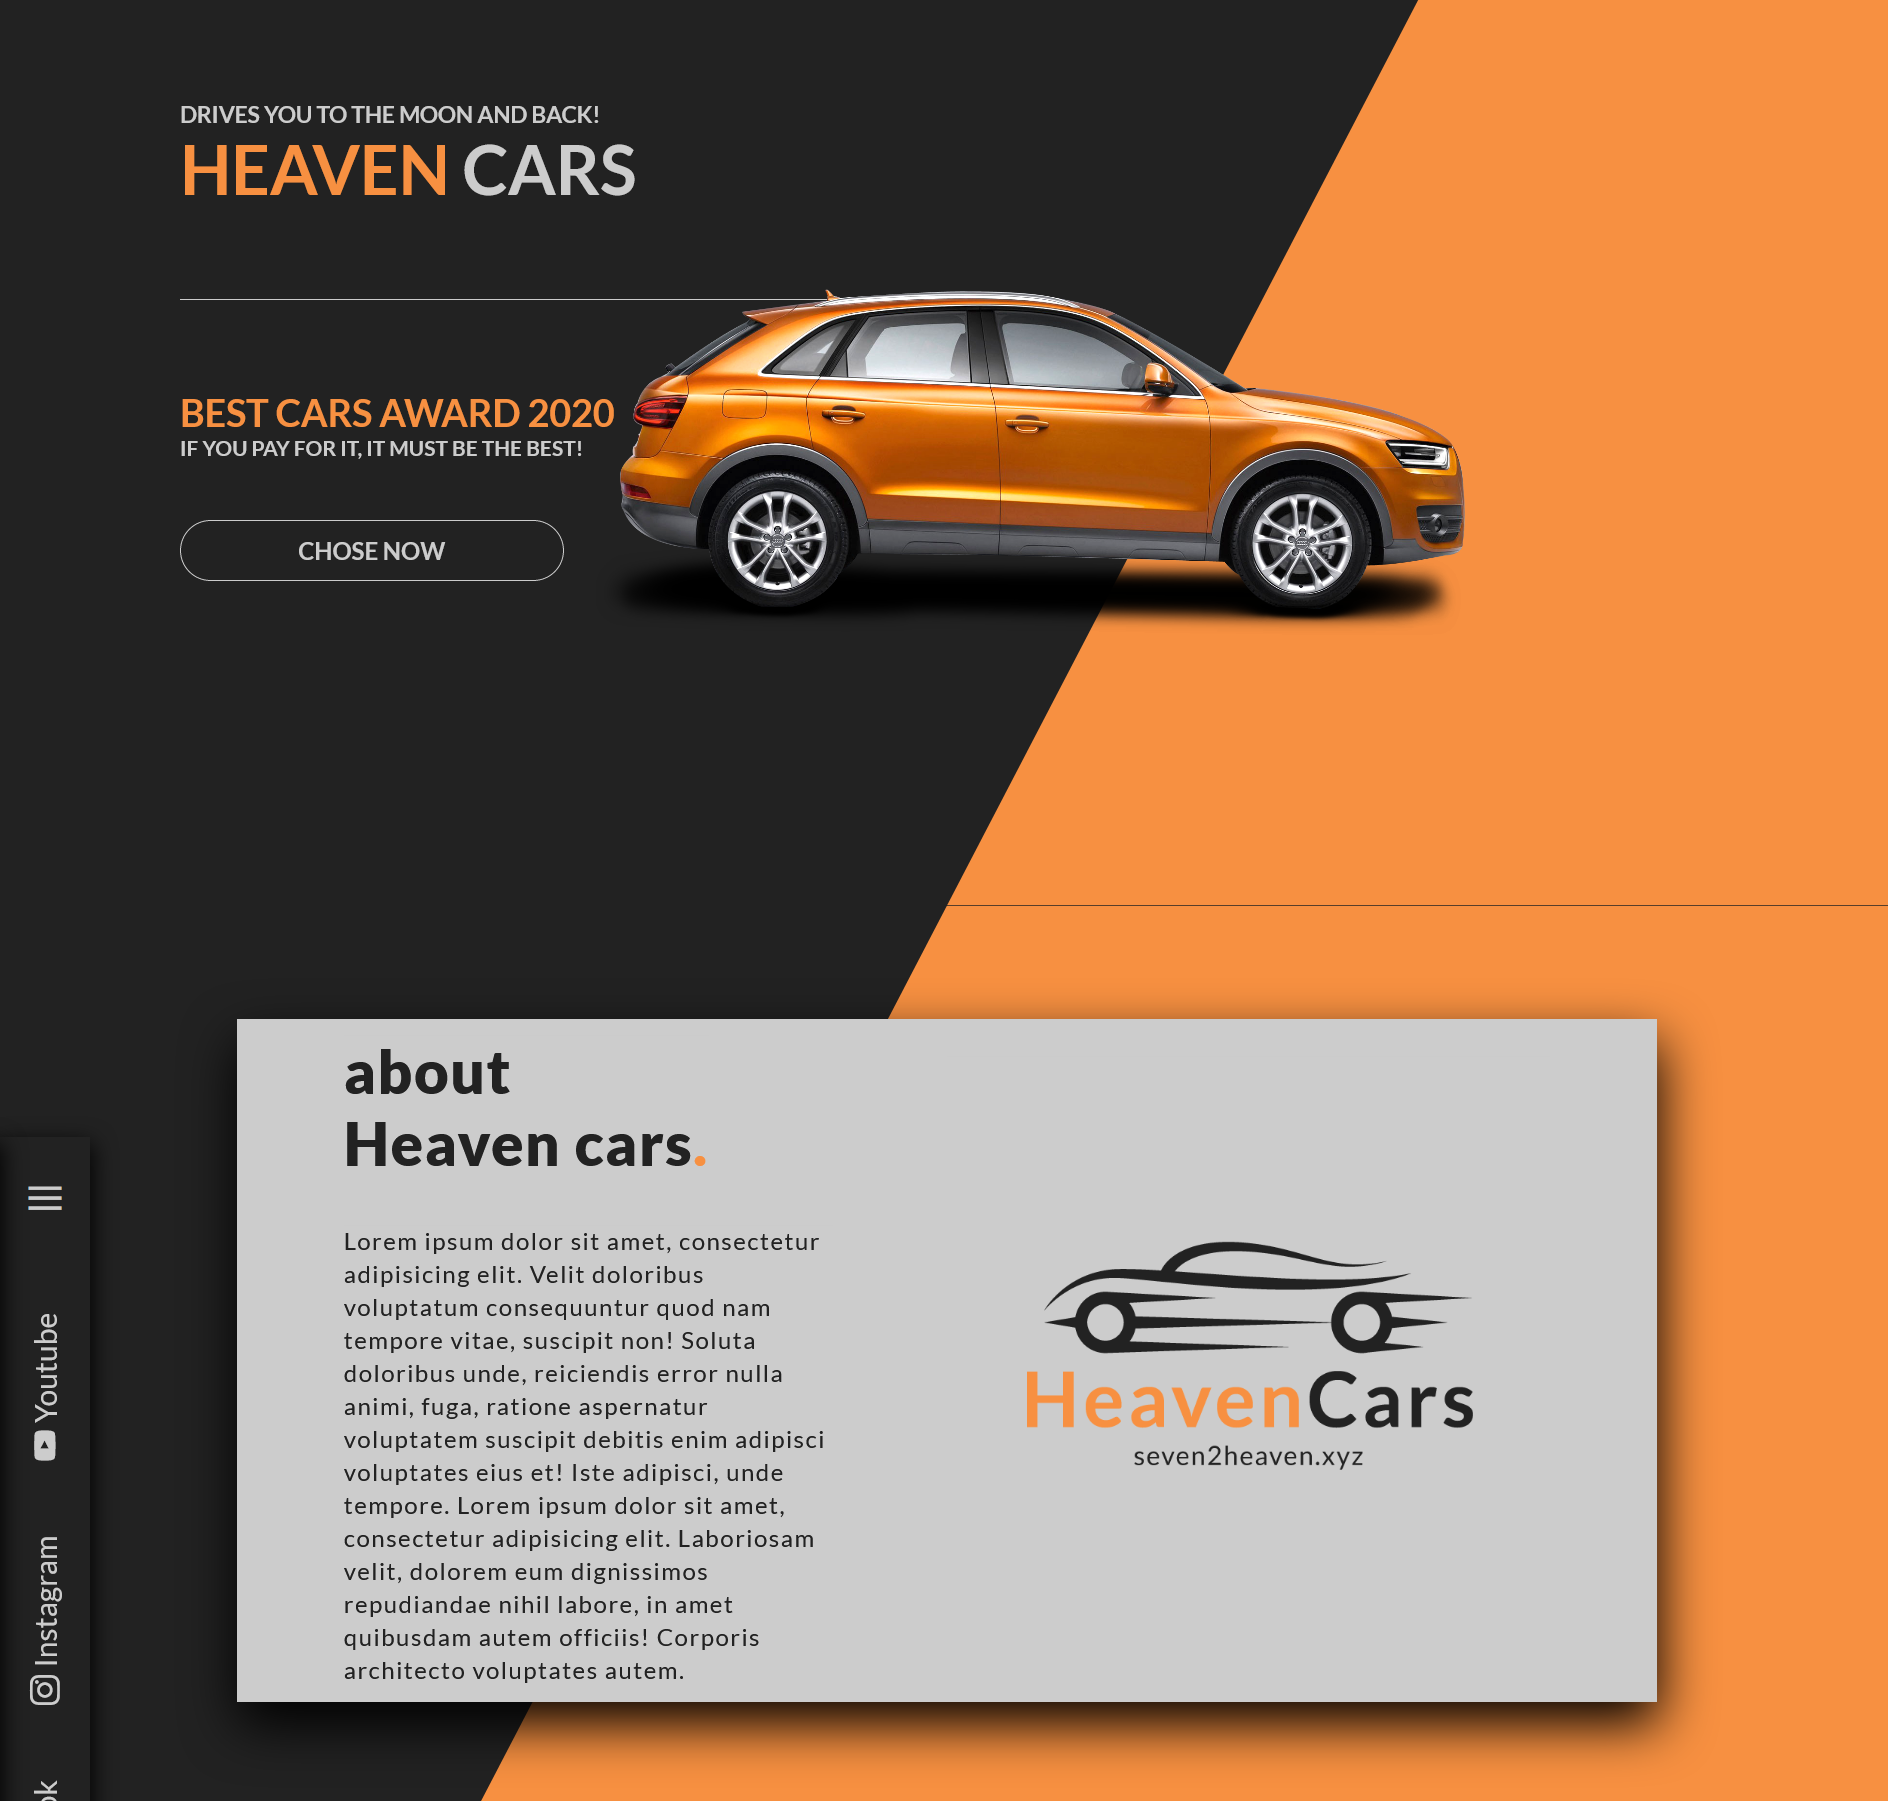 DRIVES YOU TO THE MOON AND BACK!
HEAVEN CARS
BEST CARS AWARD 2020
IF YOU PAY FOR IT, IT MUST BE THE BEST!
CHOSE NOW
about
Heaven cars.
Lorem ipsum dolor sit amet, consectetur
adipisicing elit. Velit doloribus
voluptatum consequuntur quod nam
tempore vitae, suscipit non! Soluta
doloribus unde, reiciendis error nulla
animi, fuga, ratione aspernatur
voluptatem suscipit debitis enim adipisci
voluptates eius et! Iste adipisci, unde
tempore. Lorem ipsum dolor sit amet,
consectetur adipisicing elit. Laboriosam
velit, dolorem eum dignissimos
repudiandae nihil labore, in amet
quibusdam autem officiis! Corporis
architecto voluptates autem.
HeavenCars
seven2heaven.xyz
Youtube
Instagram